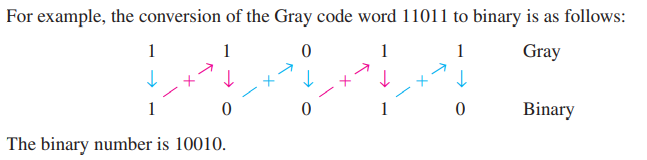 For example, the conversion of the Gray code word 11011 to binary is as follows:
1 1 0 1 1 Gray
+ + + +
1 0 0 1 0 Binary
The binary number is 10010.